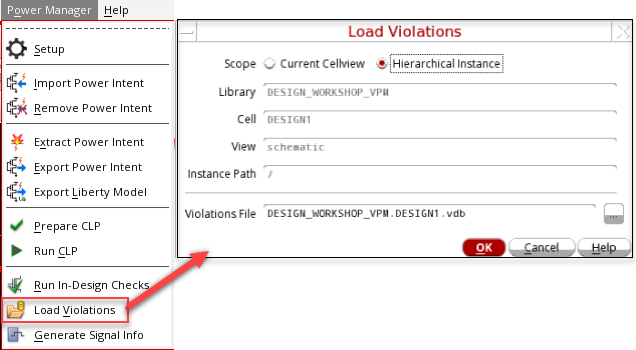 Power Manager Help
Setup
Import Power Intent
Remove Power Intent
Extract Power Intent
Export Power Intent
Export Liberty Model
Prepare CLP
Run CLP
Run In-Design Checks
Load Violations
Generate Signal Info
Load Violations
Scope Current Cellview Hierarchical Instance
Library DESIGN_WORKSHOP_VPM
Cell DESIGN1
View schematic
Instance Path /
Violations File DESIGN_WORKSHOP_VPM.DESIGN1.vdb ...
OK Cancel Help